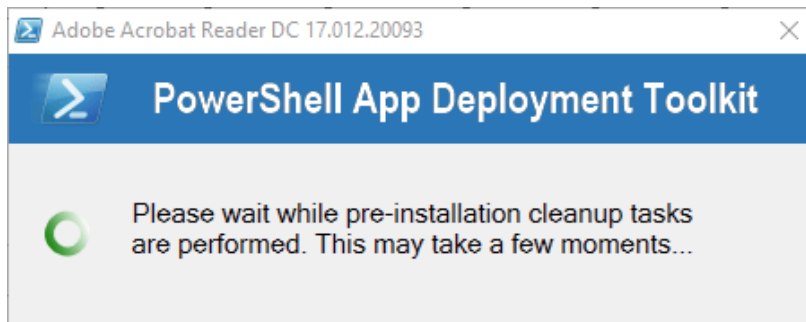 Adobe Acrobat Reader DC 17.012.20093
PowerShell App Deployment Toolkit
Please wait while pre-installation cleanup tasks
are performed. This may take a few moments...